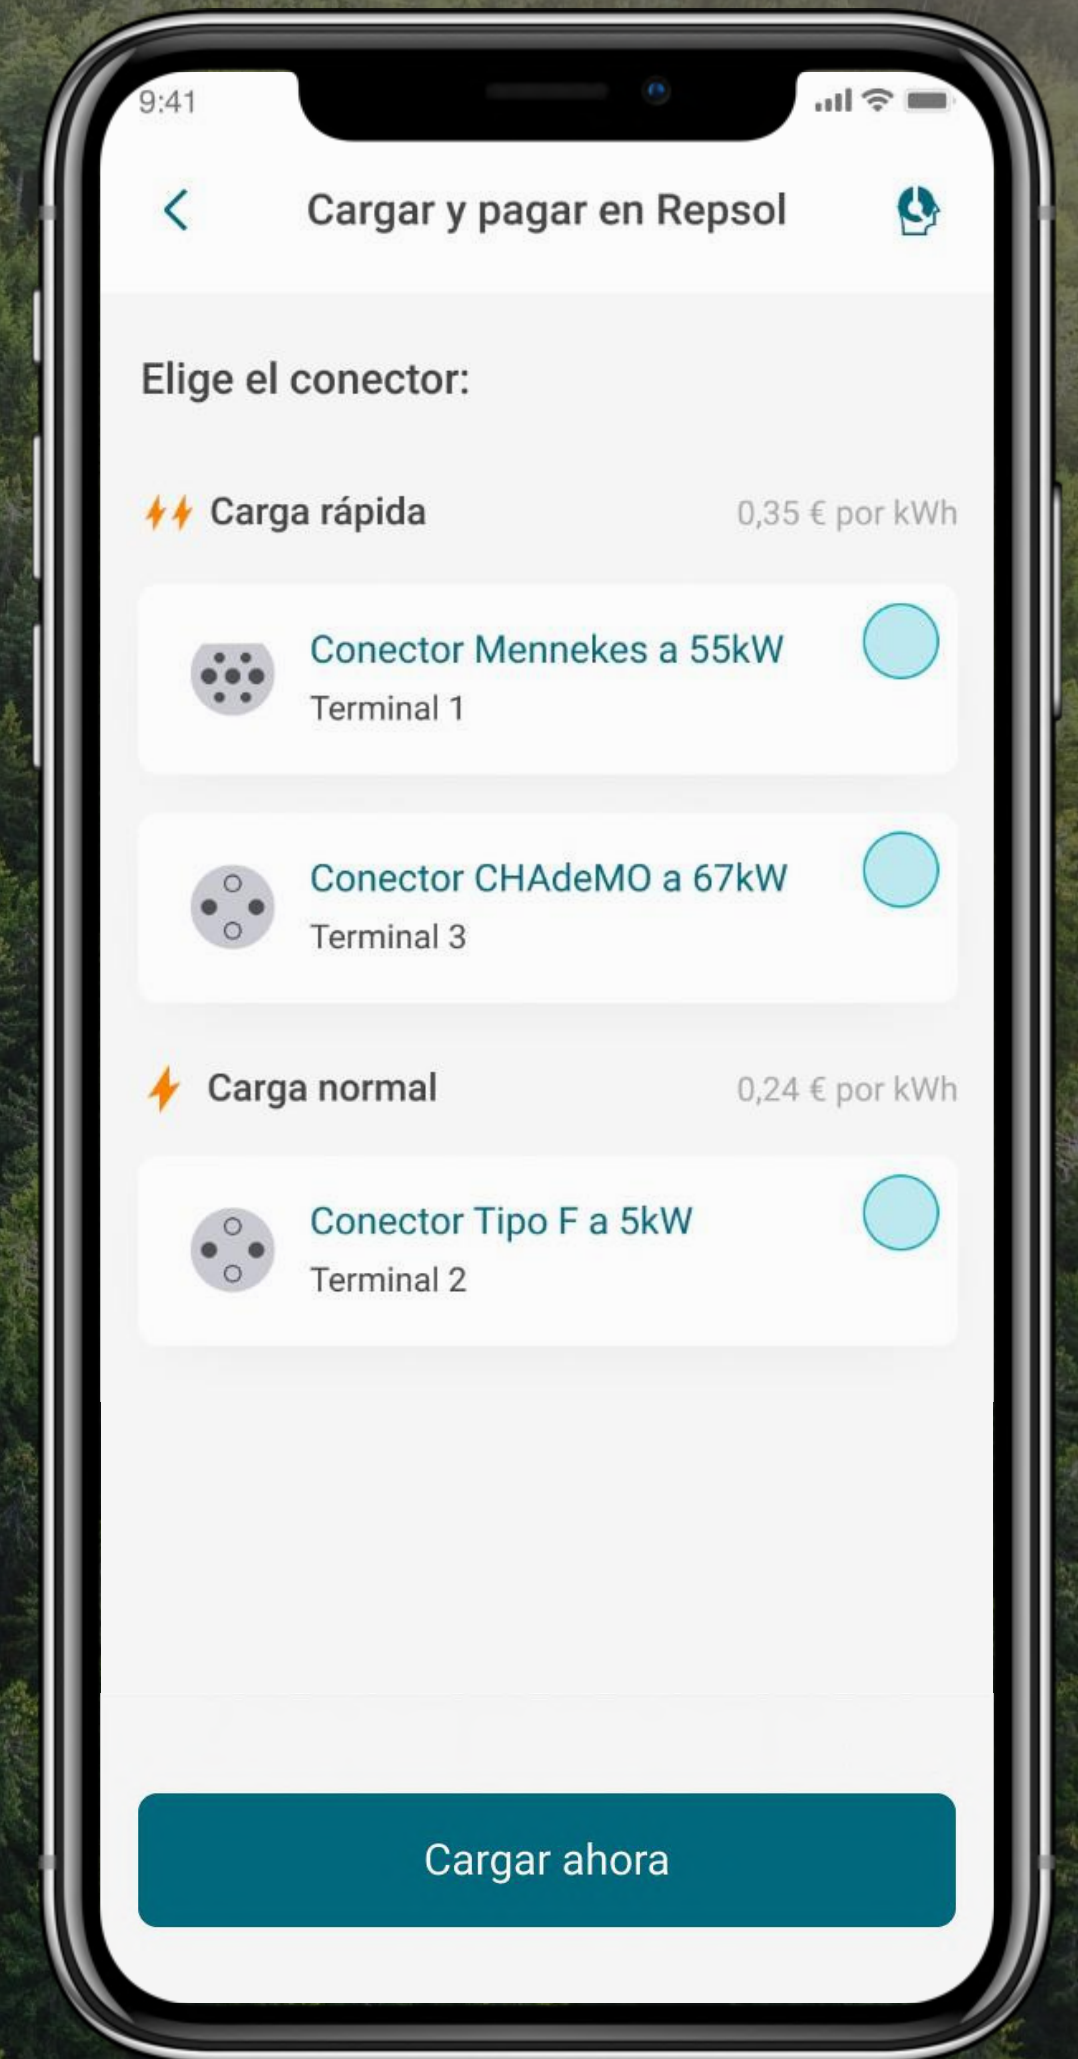 9:41
Cargar y pagar en Repsol
Elige el conector:
Carga rápida
0,35 € por kWh
Conector Mennekes a 55kW
Terminal 1
Conector CHAdeMO a 67kW
Terminal 3
Carga normal
0,24 € por kWh
Conector Tipo F a 5kW
Terminal 2
Cargar ahora